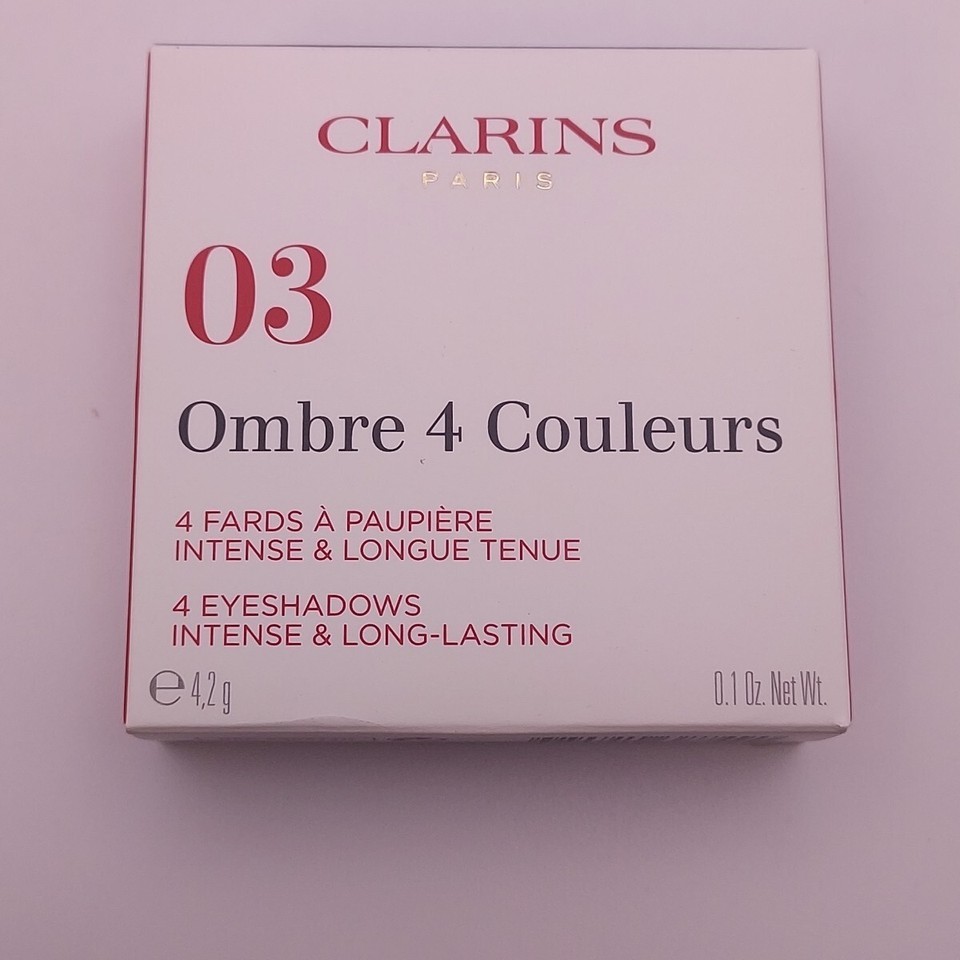 CLARINS
PARIS
03
Ombre 4 Couleurs
4 FARDS À PAUPIÈRE
INTENSE & LONGUE TENUE
4 EYESHADOWS
INTENSE & LONG-LASTING
℮ 4,2 g
0.1 Oz. Net Wt.